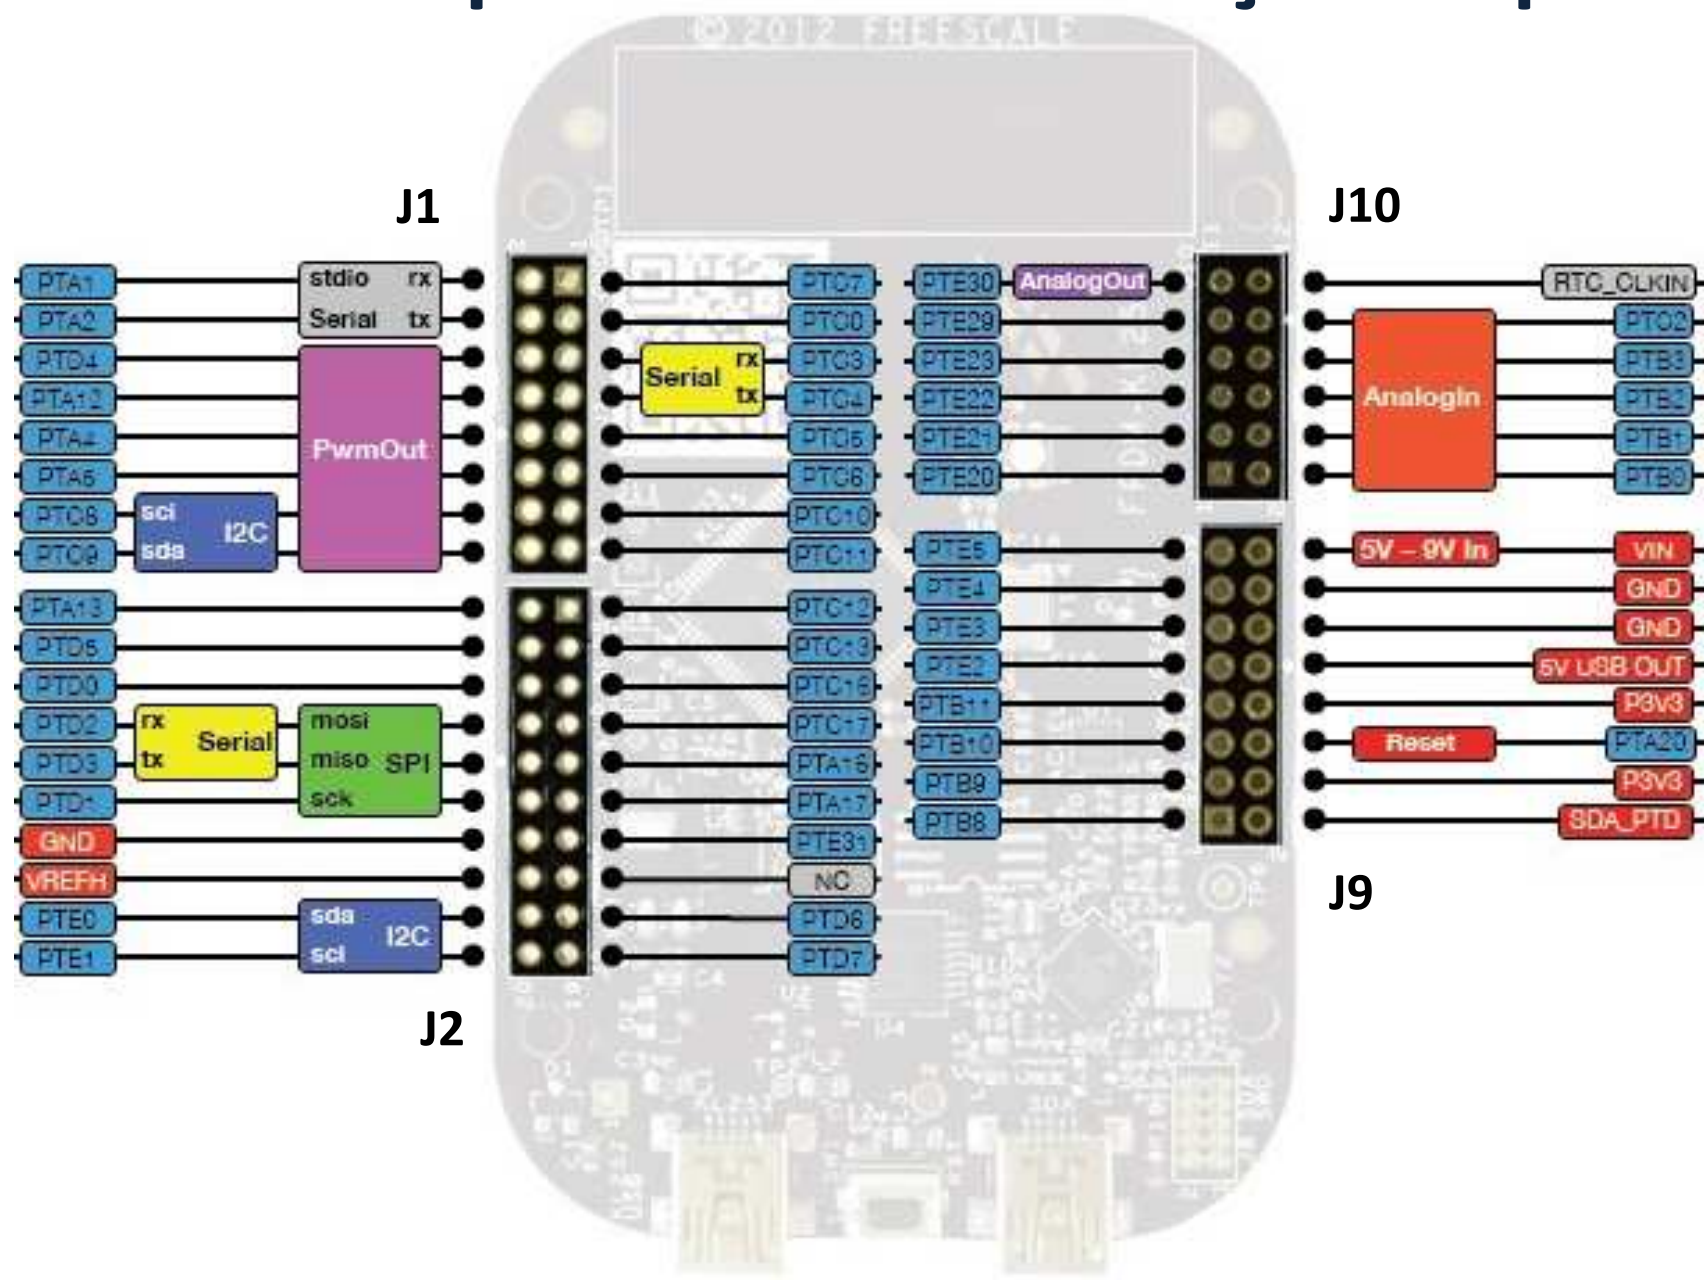 © 2012 FREESCALE
J1
J10
PTA1
stdio rx
PTC7
PTE30
AnalogOut
RTC_CLKIN
PTA2
Serial tx
PTC0
PTE29
PTC2
PTD4
PwmOut
Serial
rx
PTC3
PTE23
AnalogIn
PTB3
PTA12
tx
PTC4
PTE22
PTB2
PTA4
PTC5
PTE21
PTB1
PTA5
PTC6
PTE20
PTB0
PTC8
sci
I2C
PTC10
PTC9
sda
PTC11
PTE5
5V – 9V In
VIN
PTE4
GND
PTA13
PTC12
PTE3
GND
PTD5
PTC13
PTE2
5V USB OUT
PTD0
PTC16
PTB11
P3V3
PTD2
rx
Serial
mosi
SPI
PTC17
PTB10
Reset
PTA20
PTD3
tx
miso
PTA16
PTB9
P3V3
PTD1
sck
PTA17
PTB8
SDA_PTD
GND
PTE31
VREFH
NC
J9
PTE0
sda
I2C
PTD6
PTE1
scl
PTD7
J2
KL25Z
SDA